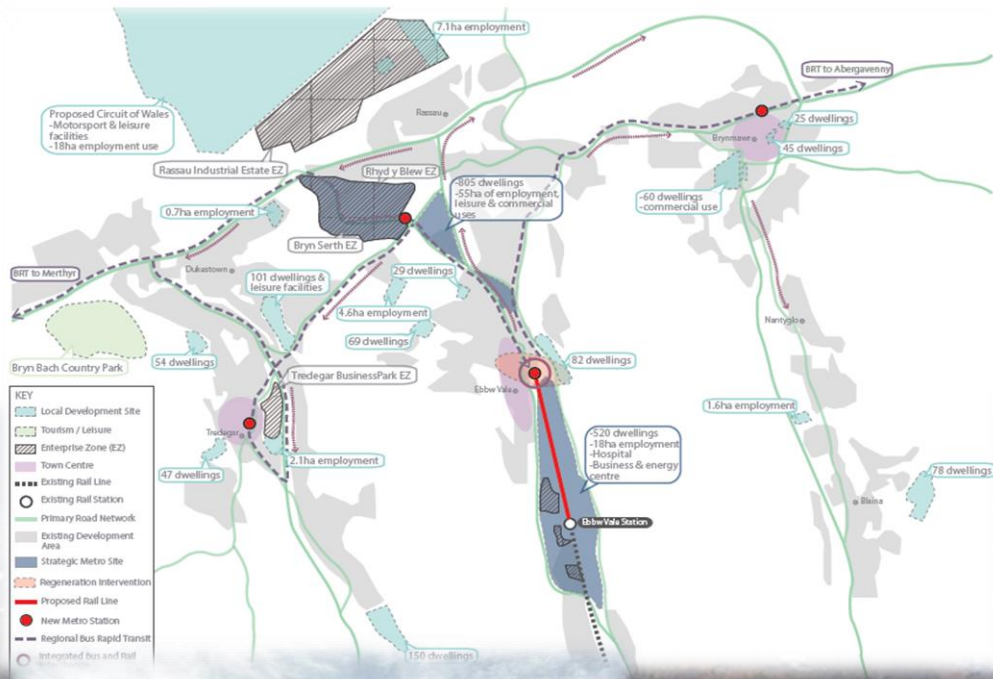 7.1ha employment
BRT to Abergavenny
Proposed Circuit of Wales
-Motorsport & leisure
facilities
-18ha employment use
Rassau
25 dwellings
Brynmawr
45 dwellings
Rassau Industrial Estate EZ
Rhyd y Blew EZ
-805 dwellings
-55ha of employment,
leisure & commercial
uses
-60 dwellings
-commercial use
0.7ha employment
Bryn Serth EZ
BRT to Merthyr
Dukestown
101 dwellings &
leisure facilities
29 dwellings
4.6ha employment
69 dwellings
Nantyglo
Bryn Bach Country Park
54 dwellings
82 dwellings
Tredegar BusinessPark EZ
Ebbw Vale
1.6ha employment
Tredegar
-520 dwellings
-18ha employment
-Hospital
-Business & energy
centre
47 dwellings
2.1ha employment
78 dwellings
Blaina
Ebbw Vale Station
150 dwellings
KEY
Local Development Site
Tourism / Leisure
Enterprise Zone (EZ)
Town Centre
Existing Rail Line
Existing Rail Station
Primary Road Network
Existing Development
Area
Strategic Metro Site
Regeneration Intervention
Proposed Rail Line
New Metro Station
Regional Bus Rapid Transit
Integrated Bus and Rail